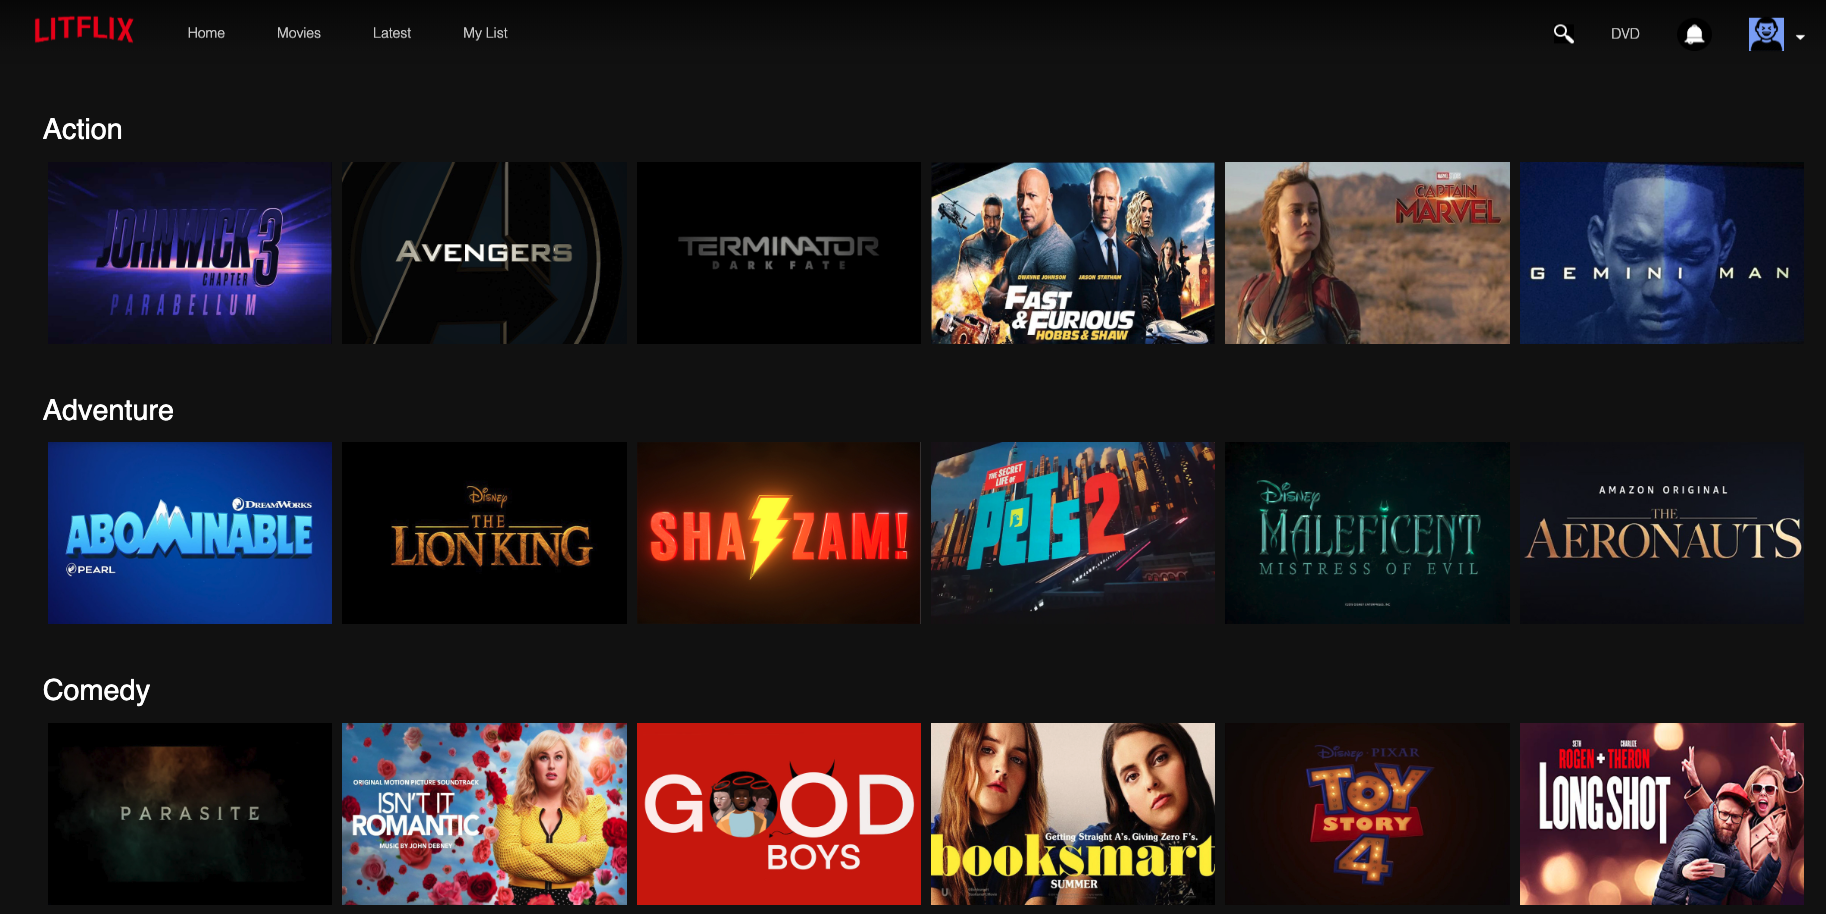 LITFLIX
Home
Movies
Latest
My List
DVD
Action
JOHN WICK 3
CHAPTER
PARABELLUM
AVENGERS
TERMINATOR
DARK FATE
DWAYNE JOHNSON JASON STATHAM
FAST
& FURIOUS
HOBBS & SHAW
MARVEL
CAPTAIN
MARVEL
GEMINI MAN
Adventure
DREAMWORKS
ABOMINABLE
PEARL
Disney
THE
LION KING
SHAZAM!
THE SECRET
LIFE OF
PETS 2
Disney
MALEFICENT
MISTRESS OF EVIL
AMAZON ORIGINAL
THE
AERONAUTS
Comedy
PARASITE
ORIGINAL MOTION PICTURE SOUNDTRACK
ISN'T IT
ROMANTIC
MUSIC BY JOHN DEBNEY
GOOD
BOYS
Getting Straight A's. Giving Zero F's.
booksmart
SUMMER
Disney · PIXAR
TOY
STORY
4
SETH CHARLIZE
ROGEN + THERON
LONG SHOT